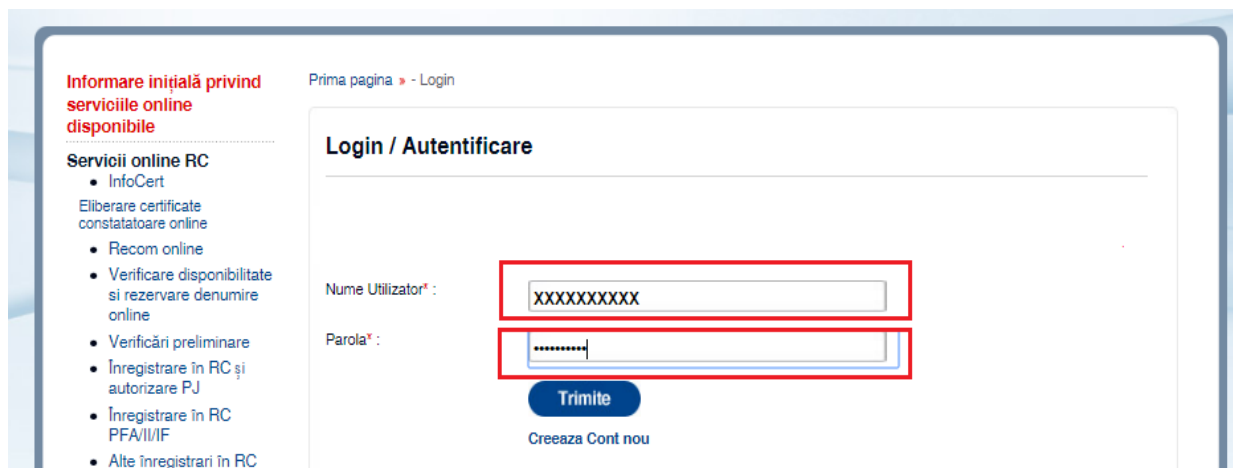 Informare inițială privind
serviciile online
disponibile
Servicii online RC
• InfoCert
Eliberare certificate
constatatoare online
• Recom online
• Verificare disponibilitate
si rezervare denumire
online
• Verificări preliminare
• Înregistrare în RC și
autorizare PJ
• Înregistrare în RC
PFA/II/IF
• Alte înregistrari în RC
Prima pagina » - Login
Login / Autentificare
Nume Utilizator* :
XXXXXXXXXX
Parola* :
••••••••••
Trimite
Creeaza Cont nou